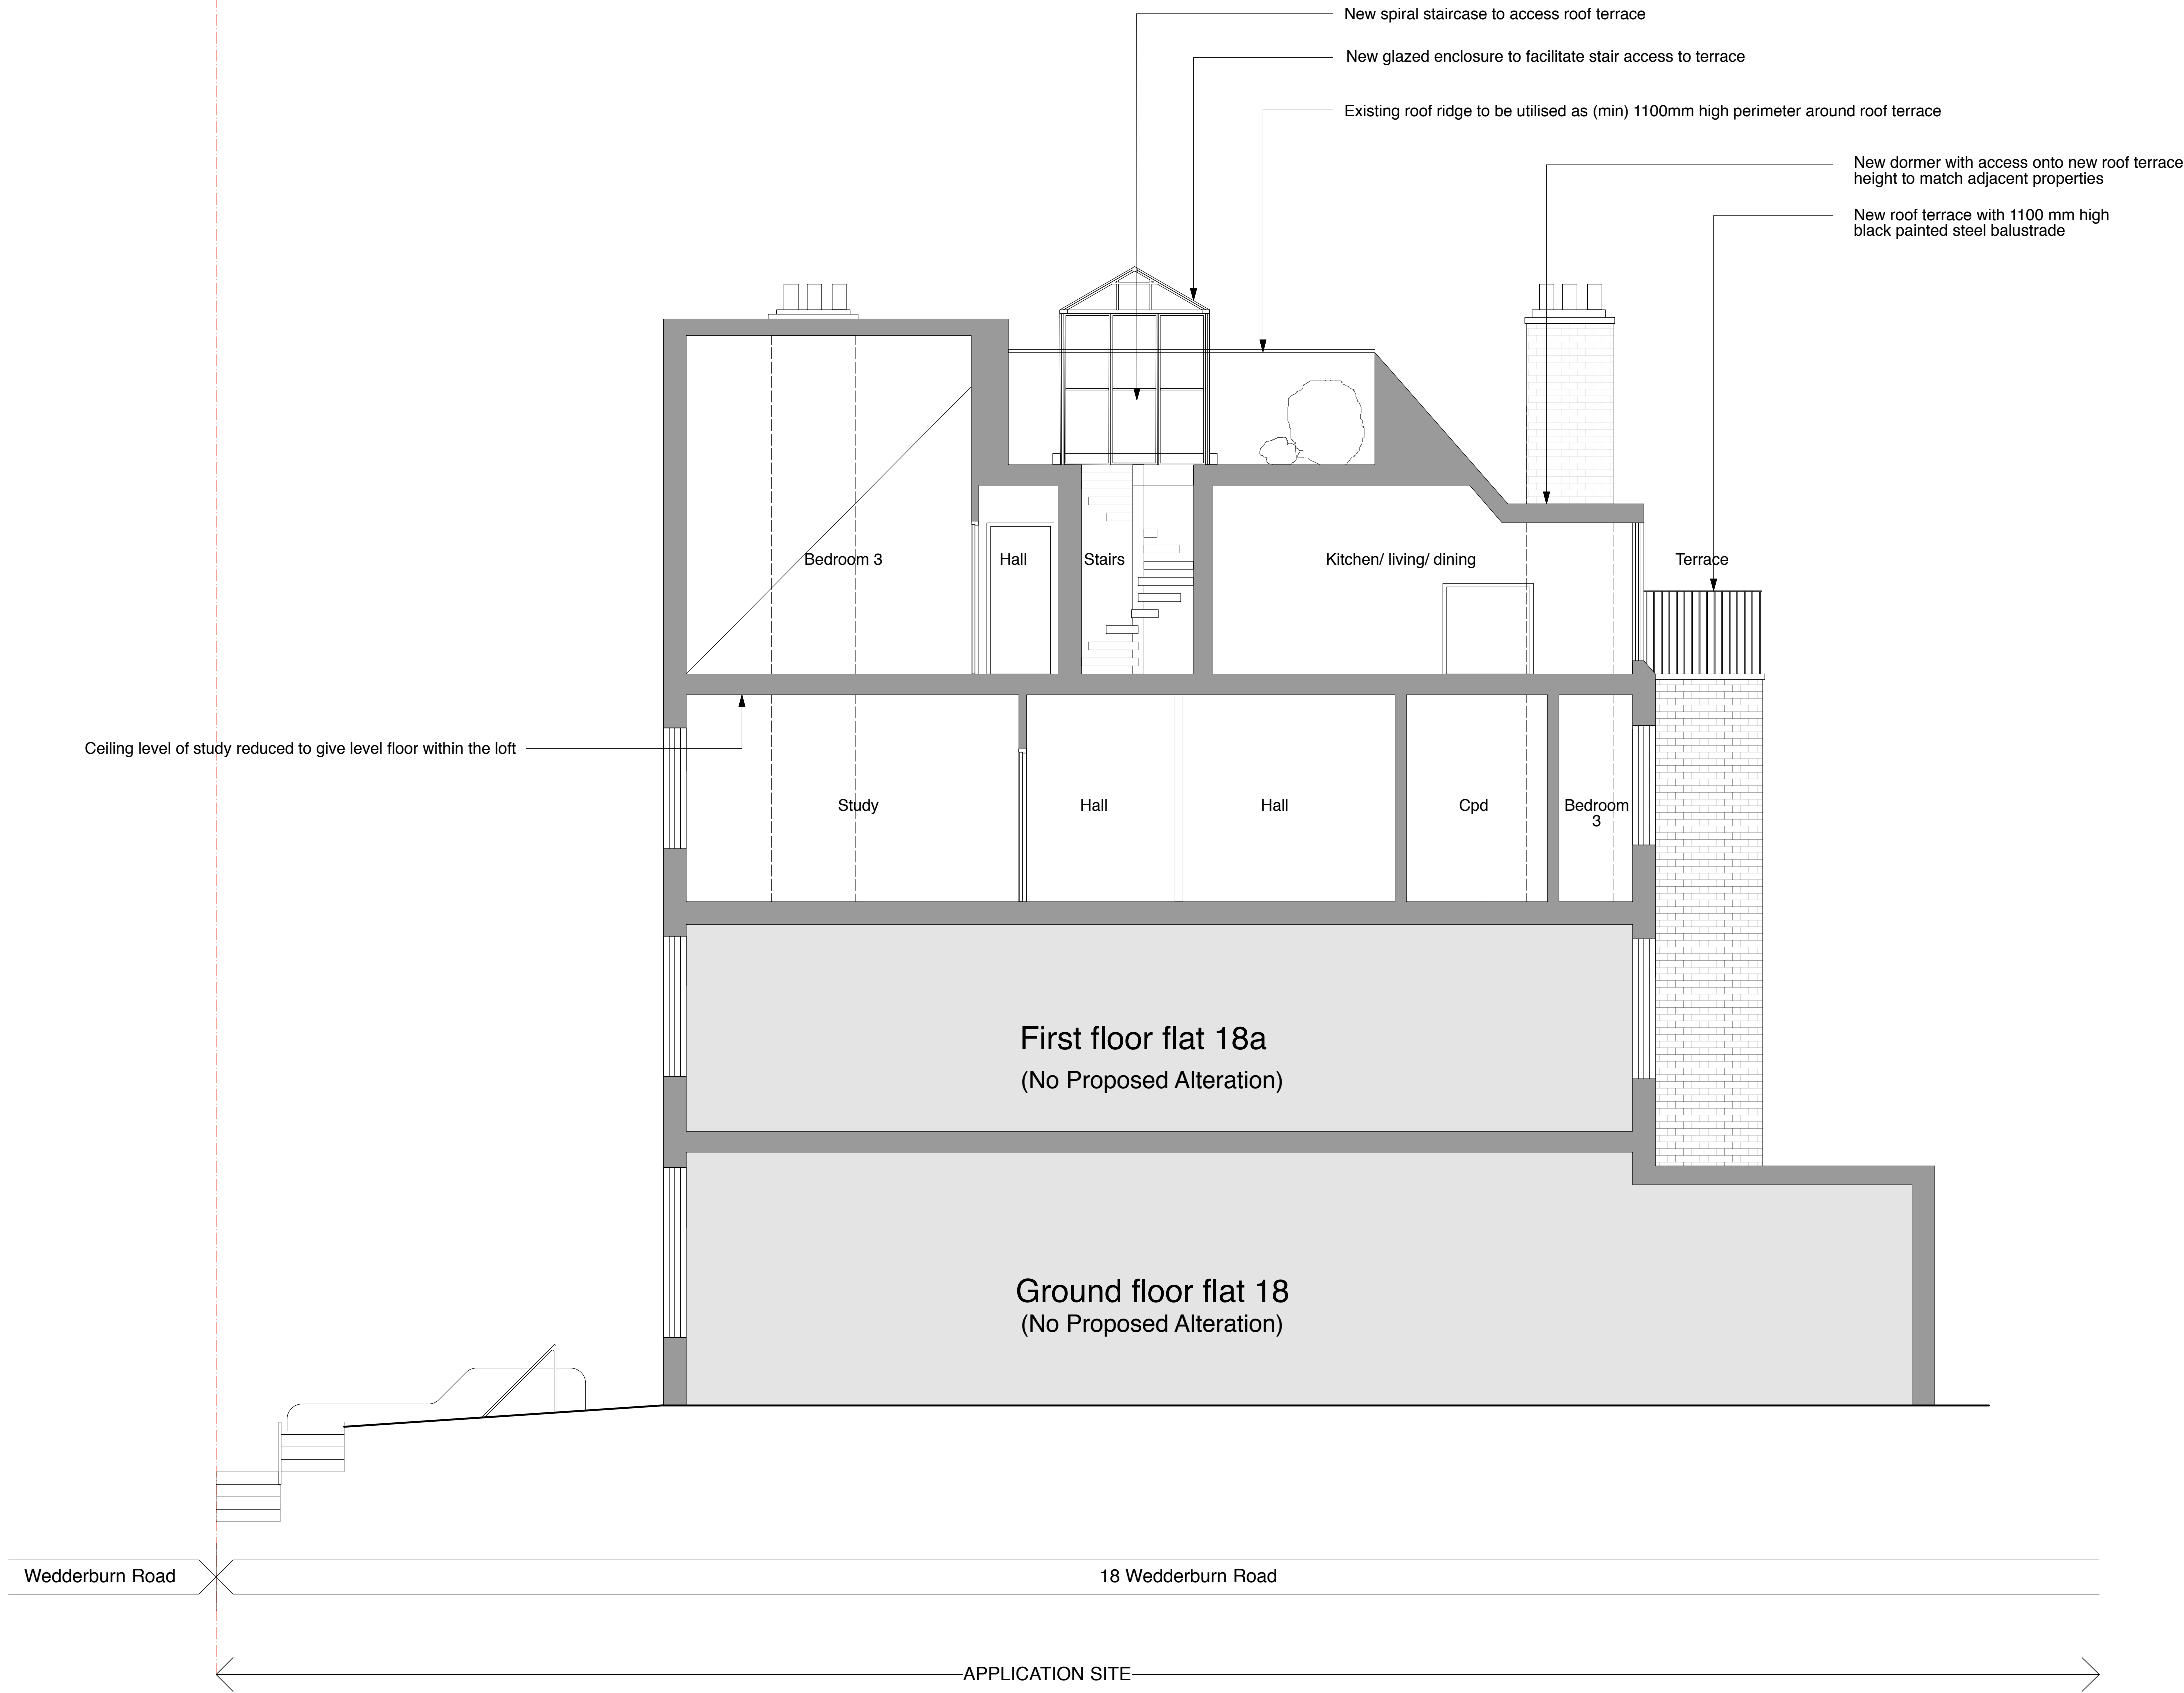 New spiral staircase to access roof terrace
New glazed enclosure to facilitate stair access to terrace
Existing roof ridge to be utilised as (min) 1100mm high perimeter around roof terrace
New dormer with access onto new roof terrace
height to match adjacent properties
New roof terrace with 1100 mm high
black painted steel balustrade
Bedroom 3
Hall
Stairs
Kitchen/ living/ dining
Terrace
Ceiling level of study reduced to give level floor within the loft
Study
Hall
Hall
Cpd
Bedroom
3
First floor flat 18a
(No Proposed Alteration)
Ground floor flat 18
(No Proposed Alteration)
Wedderburn Road
18 Wedderburn Road
APPLICATION SITE